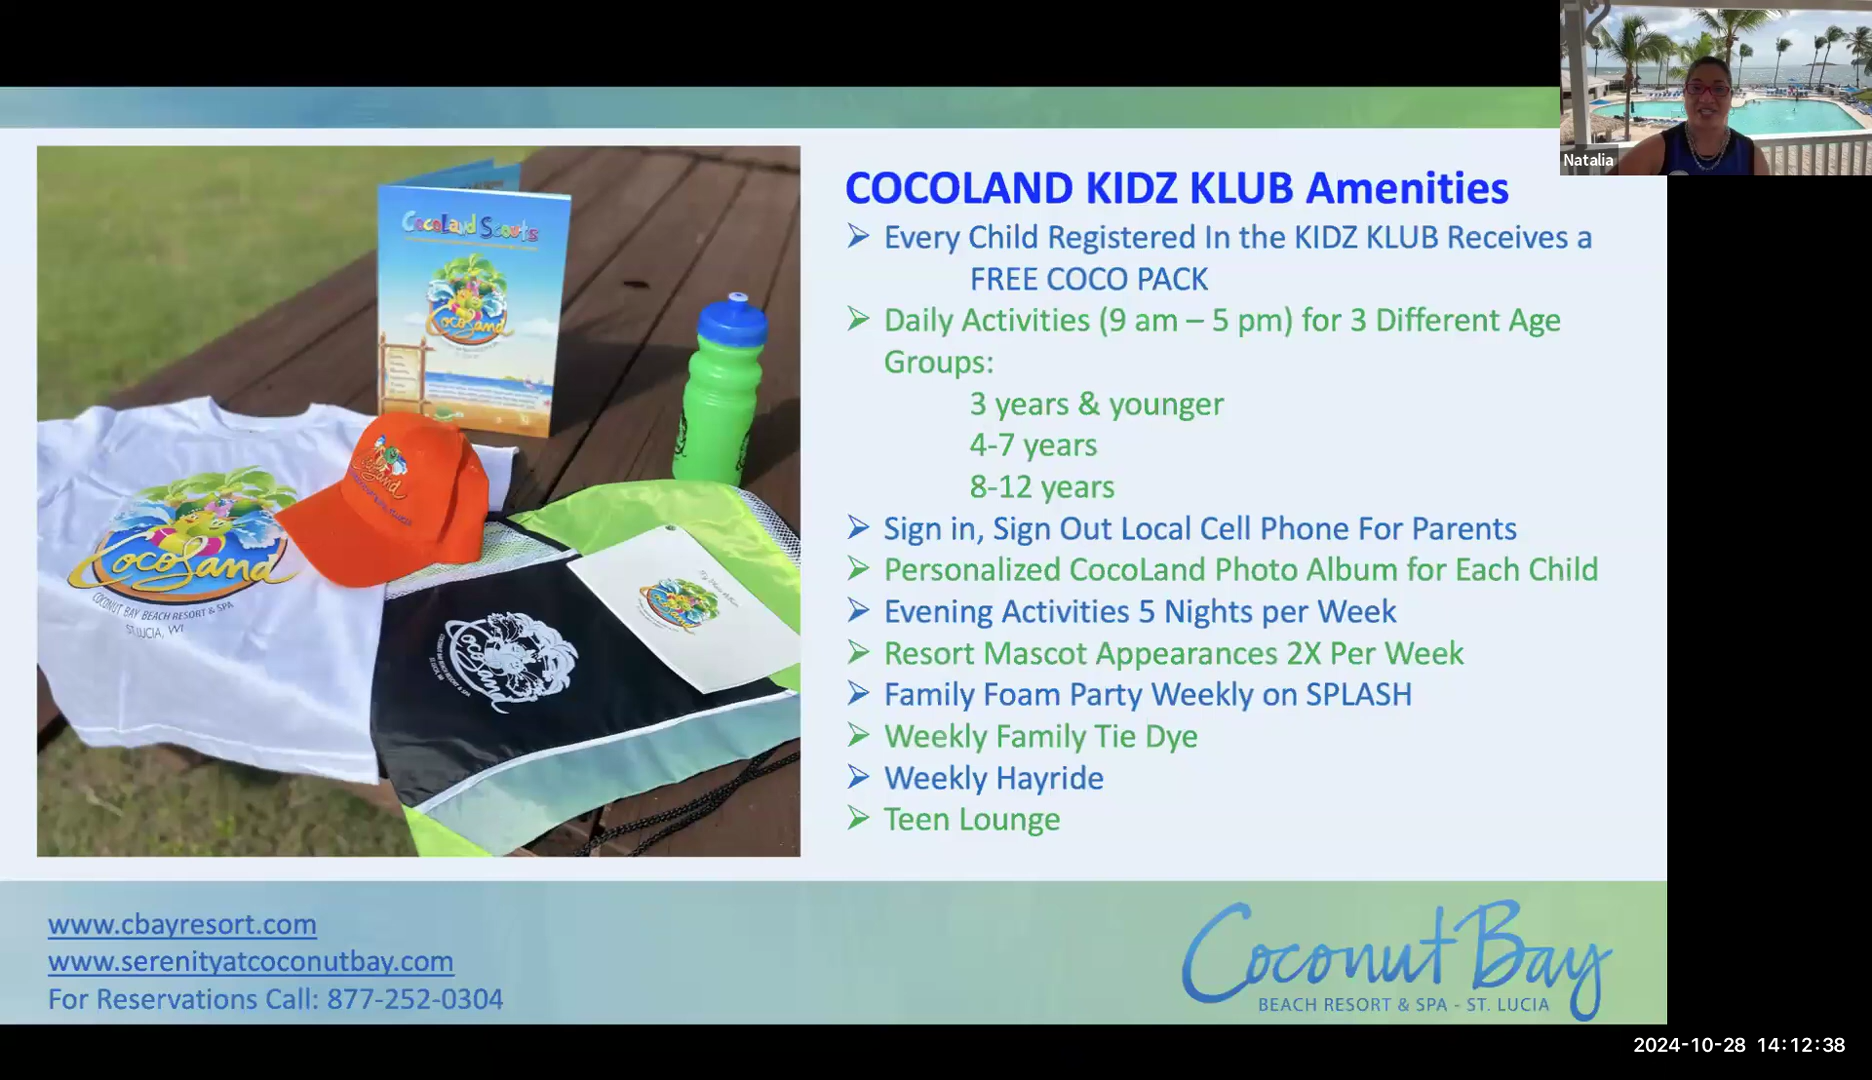 Natalia
COCOLAND KIDZ KLUB Amenities
➢ Every Child Registered In the KIDZ KLUB Receives a
FREE COCO PACK
➢ Daily Activities (9 am – 5 pm) for 3 Different Age
Groups:
3 years & younger
4-7 years
8-12 years
➢ Sign in, Sign Out Local Cell Phone For Parents
➢ Personalized CocoLand Photo Album for Each Child
➢ Evening Activities 5 Nights per Week
➢ Resort Mascot Appearances 2X Per Week
➢ Family Foam Party Weekly on SPLASH
➢ Weekly Family Tie Dye
➢ Weekly Hayride
➢ Teen Lounge
CocoLand Scouts
CocoLand
CocoLand
CocoLand
COCONUT BAY BEACH RESORT & SPA
ST. LUCIA, WI
CocoLand
www.cbayresort.com
www.serenityatcoconutbay.com
For Reservations Call: 877-252-0304
Coconut Bay
BEACH RESORT & SPA - ST. LUCIA
2024-10-28 14:12:38